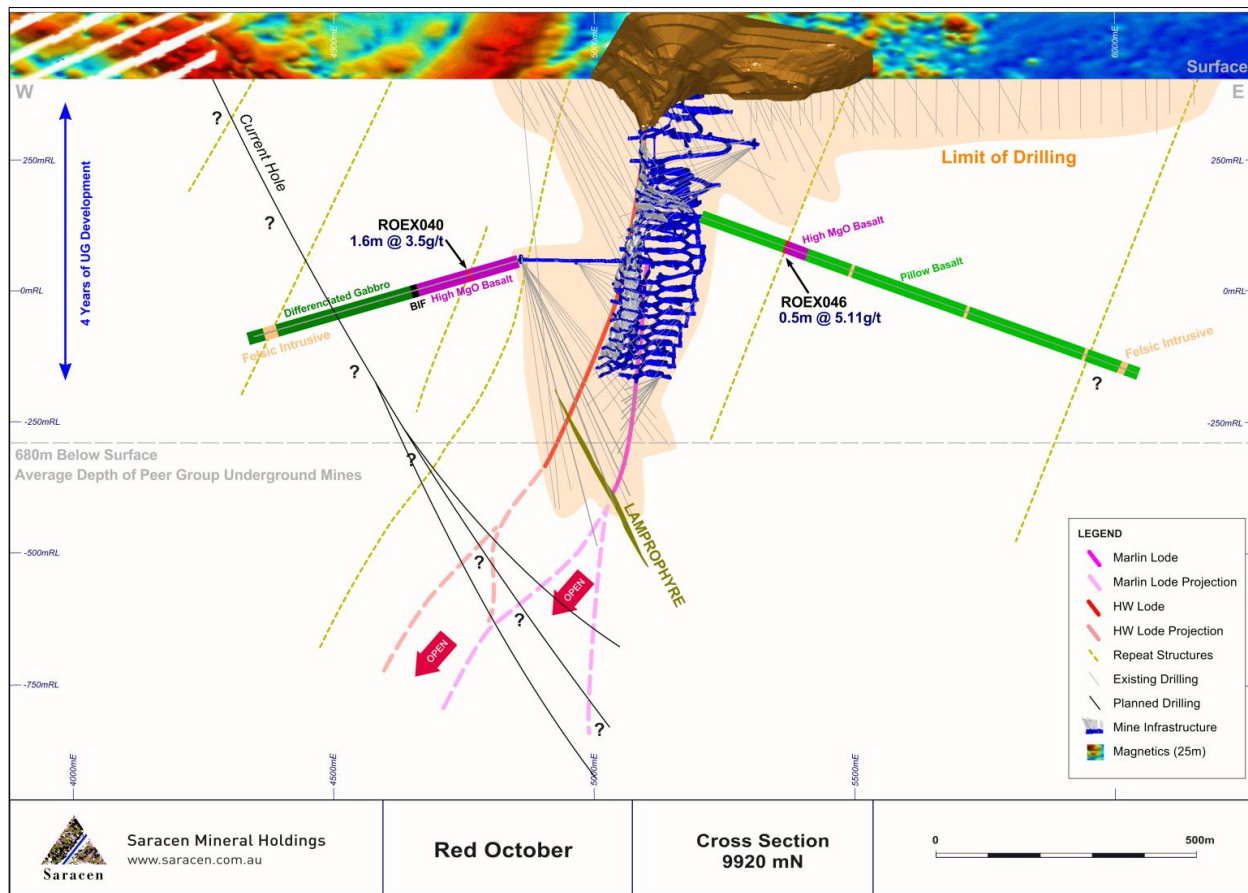 4600mE
5000mE
6000mE
Surface
W
E
Current Hole
?
250mRL
250mRL
Limit of Drilling
4 Years of UG Development
?
ROEX040
1.6m @ 3.5g/t
High MgO Basalt
Pillow Basalt
0mRL
0mRL
Differenciated Gabbro
BIF
High MgO Basalt
ROEX046
0.5m @ 5.11g/t
Felsic Intrusive
Felsic Intrusive
?
?
-250mRL
-250mRL
680m Below Surface
Average Depth of Peer Group Underground Mines
?
LAMPROPHYRE
-500mRL
?
OPEN
?
OPEN
-750mRL
?
LEGEND
Marlin Lode
Marlin Lode Projection
HW Lode
HW Lode Projection
Repeat Structures
Existing Drilling
Planned Drilling
Mine Infrastructure
Magnetics (25m)
4000mE
4500mE
5000mE
5500mE
Saracen
Saracen Mineral Holdings
www.saracen.com.au
Red October
Cross Section
9920 mN
0
500m